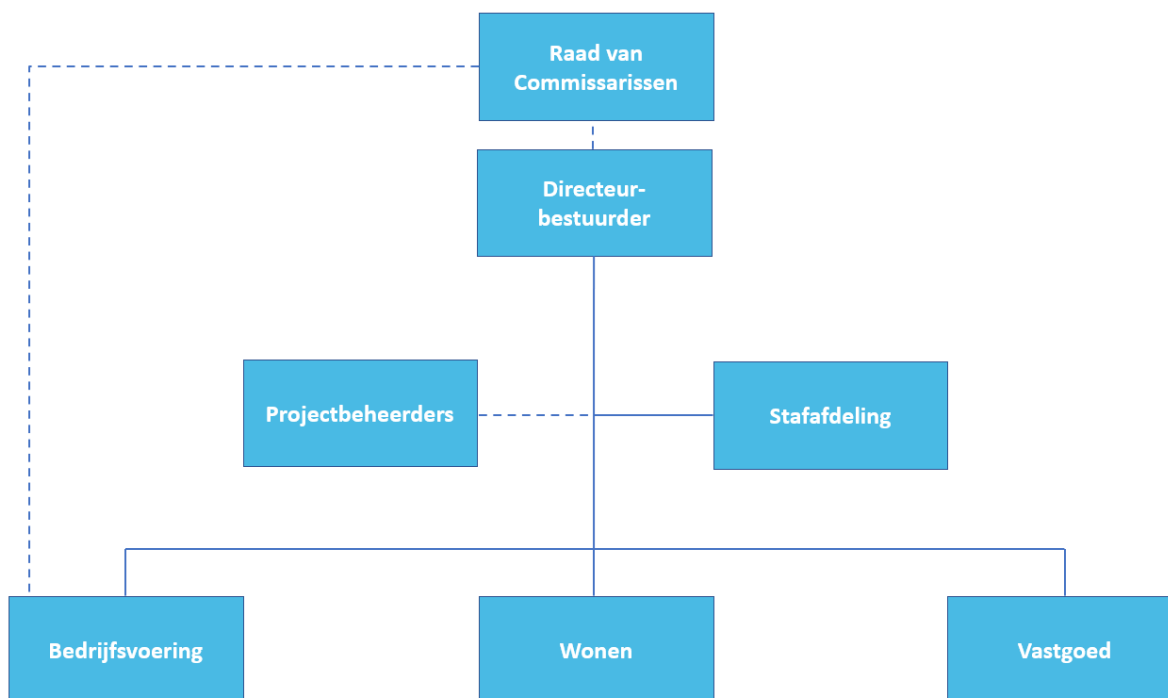 Raad van
Commissarissen
Directeur-
bestuurder
Projectbeheerders
Stafafdeling
Bedrijfsvoering
Wonen
Vastgoed